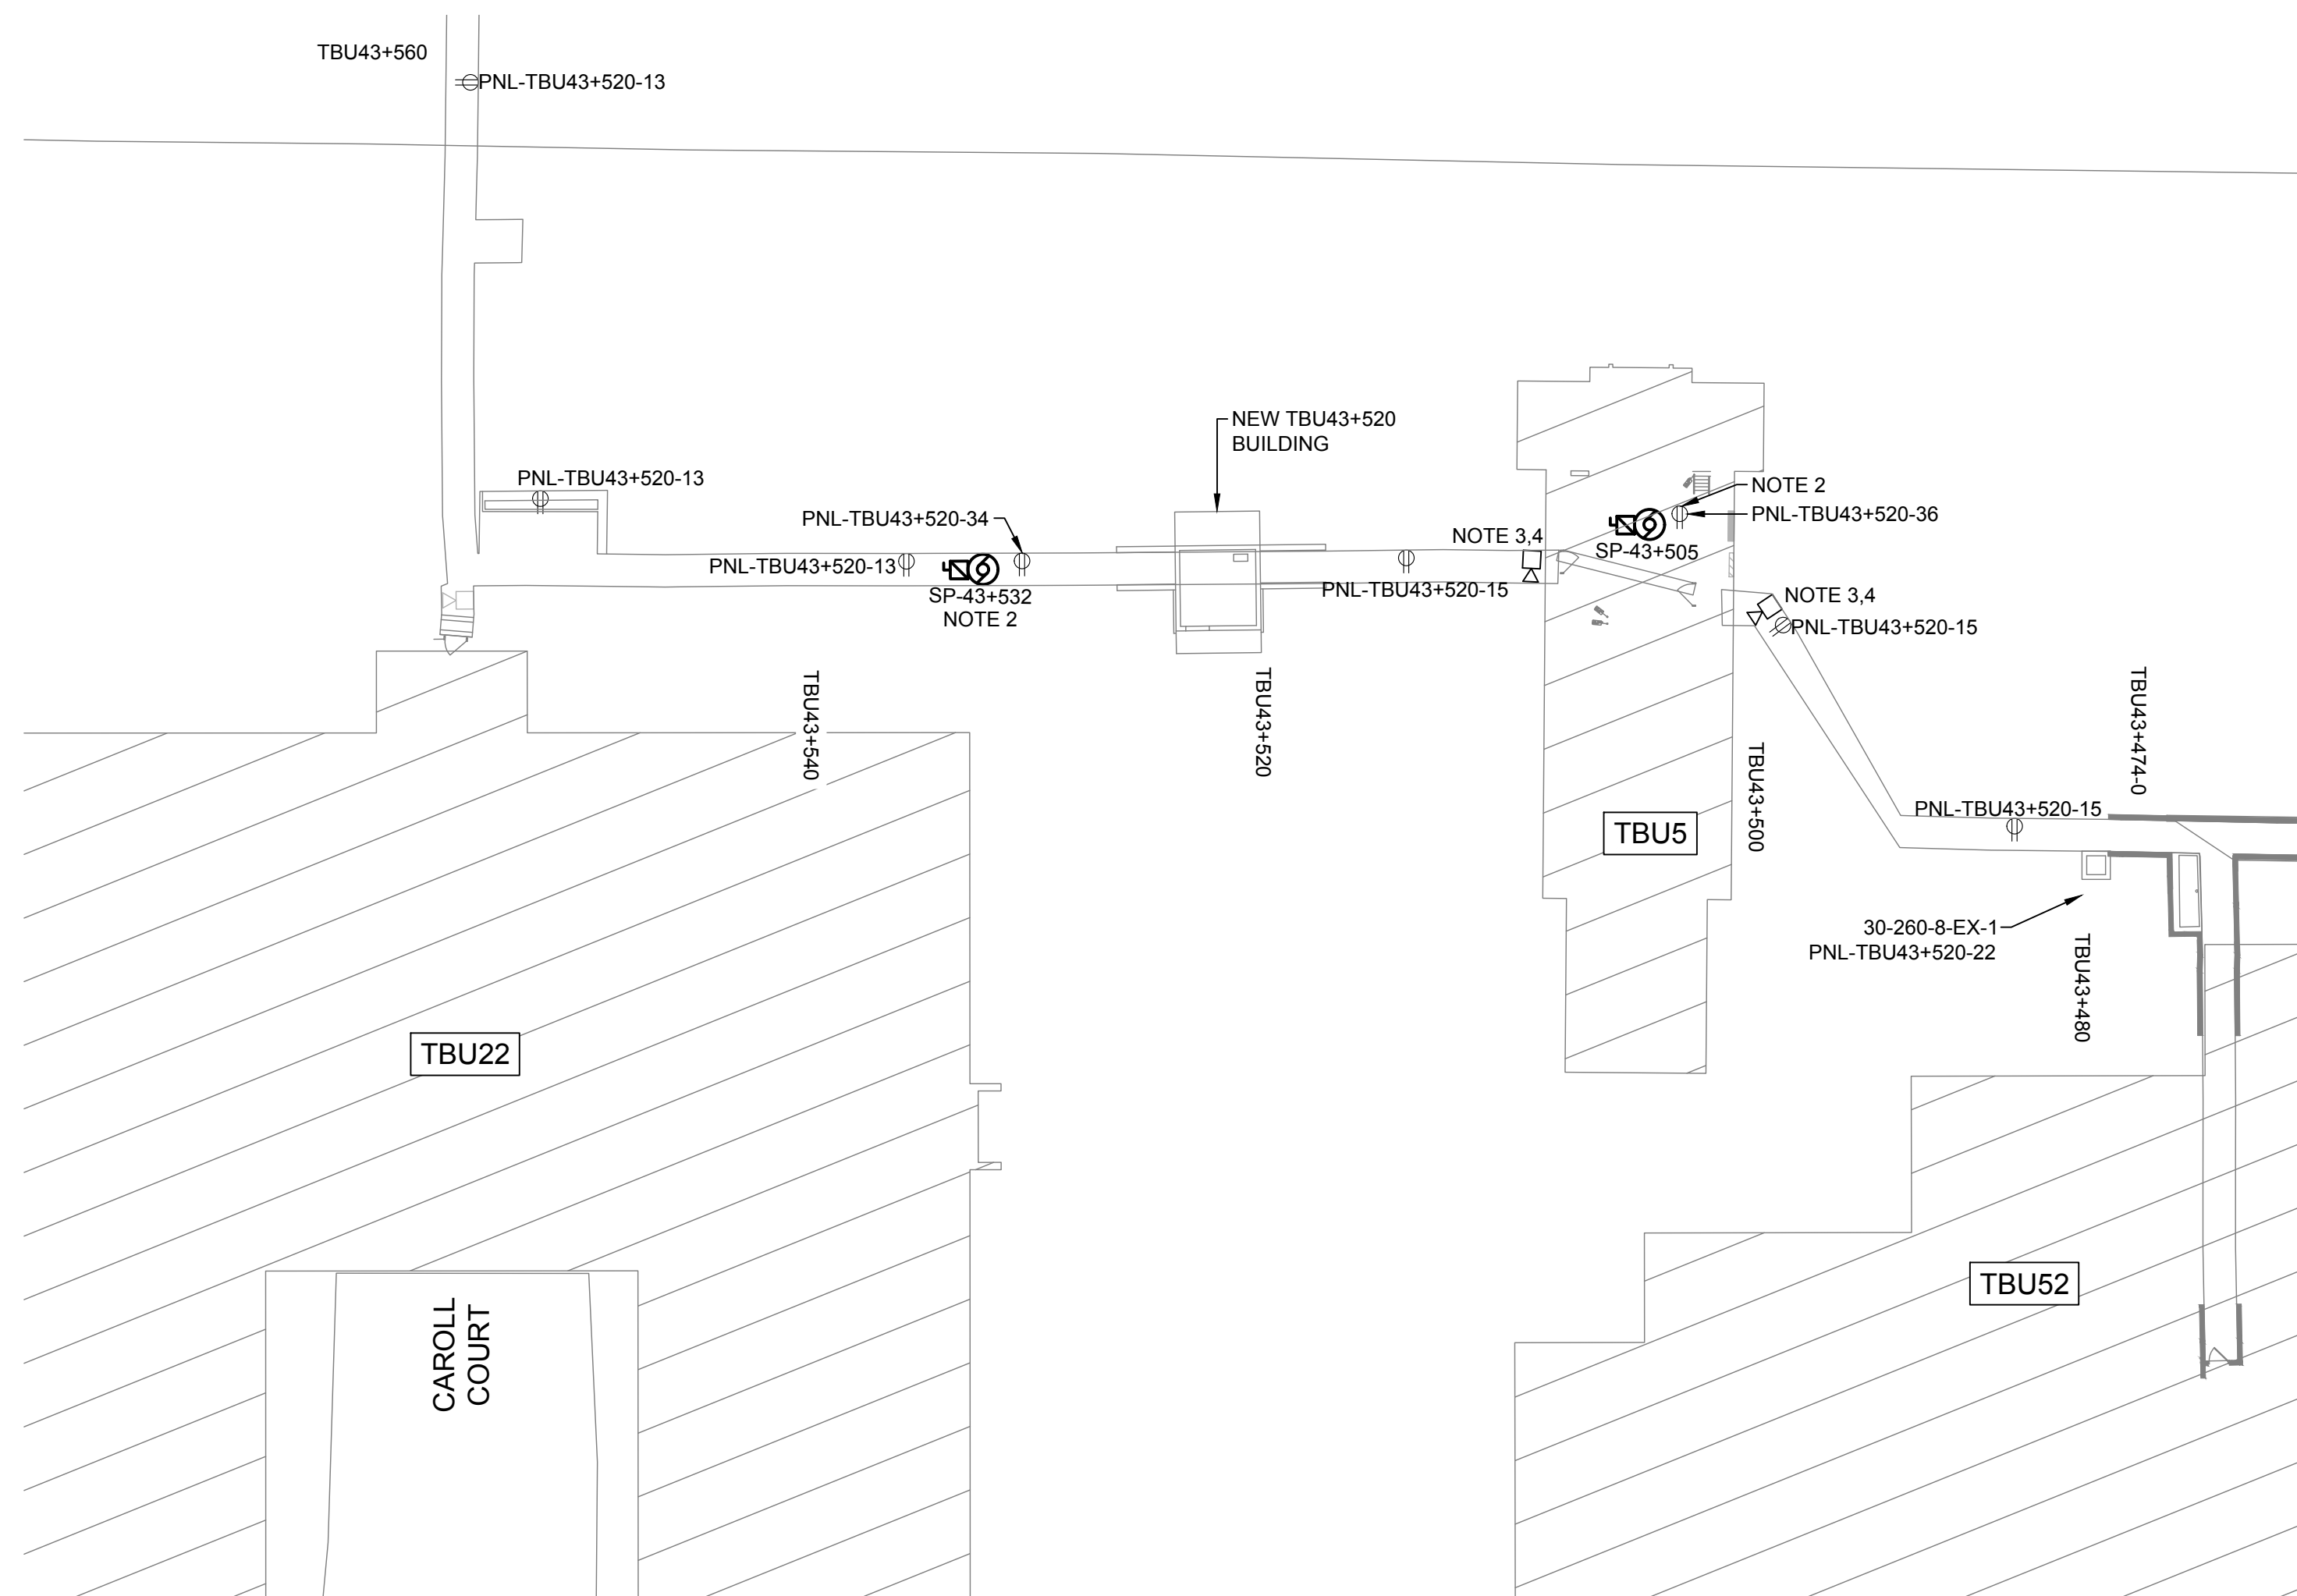 TBU43+560
PNL-TBU43+520-13
NEW TBU43+520
BUILDING
PNL-TBU43+520-13
PNL-TBU43+520-34
NOTE 2
PNL-TBU43+520-36
NOTE 3,4
SP-43+505
PNL-TBU43+520-13
SP-43+532
NOTE 2
PNL-TBU43+520-15
NOTE 3,4
PNL-TBU43+520-15
TBU43+540
TBU43+520
TBU43+500
TBU43+474-0
PNL-TBU43+520-15
TBU5
30-260-8-EX-1
PNL-TBU43+520-22
TBU43+480
TBU22
TBU52
CAROLL
COURT